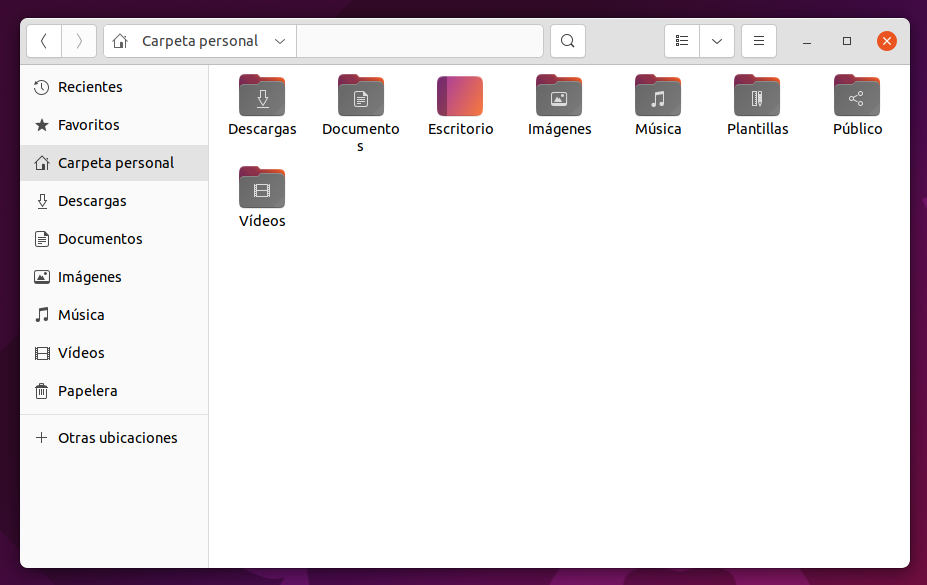 Carpeta personal
Recientes
Favoritos
Carpeta personal
Descargas
Documentos
Imágenes
Música
Vídeos
Papelera
Otras ubicaciones
Descargas
Documento
s
Escritorio
Imágenes
Música
Plantillas
Público
Vídeos